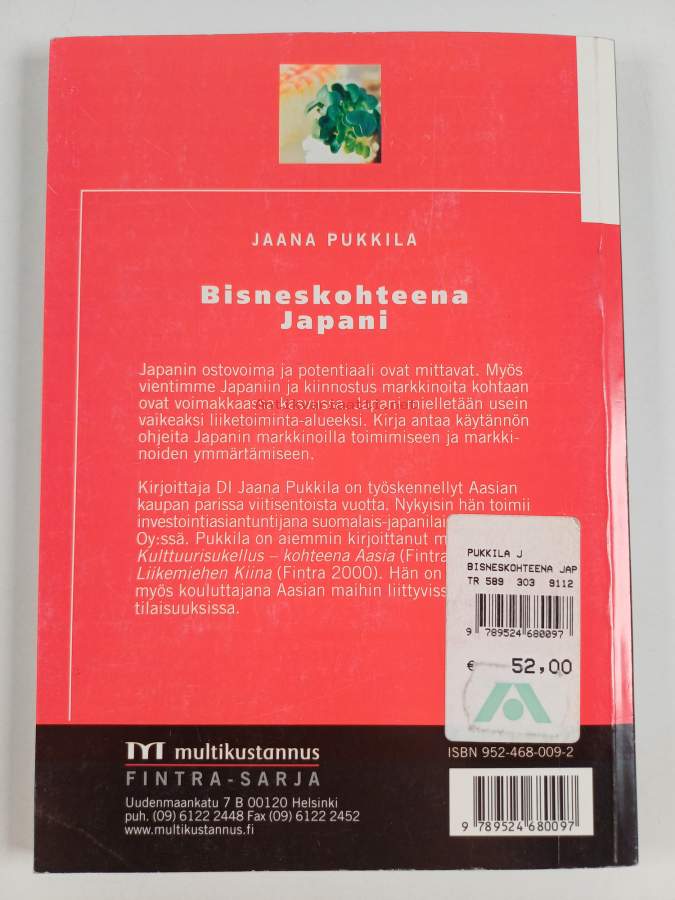 JAANA PUKKILA
Bisneskohteena
Japani
Japanin ostovoima ja potentiaali ovat mittavat. Myös
vientimme Japaniin ja kiinnostus markkinoita kohtaan
ovat voimakkaassa kasvussa. Japani mielletään usein
vaikeaksi liiketoiminta-alueeksi. Kirja antaa käytännön
ohjeita Japanin markkinoilla toimimiseen ja markki-
noiden ymmärtämiseen.
Kirjoittaja DI Jaana Pukkila on työskennellyt Aasian
kaupan parissa viitisentoista vuotta. Nykyisin hän toimii
investointiasiantuntijana suomalais-japanilai
Oy:ssä. Pukkila on aiemmin kirjoittanut m
Kulttuurisukellus – kohteena Aasia (Fintra
Liikemiehen Kiina (Fintra 2000). Hän on
myös kouluttajana Aasian maihin liittyviss
tilaisuuksissa.
PUKKILA J
BISNESKOHTEENA JAP
TR 589 303 9112
9 789524 680097
€ 52,00
multikustannus
FINTRA-SARJA
Uudenmaankatu 7 B 00120 Helsinki
puh. (09) 6122 2448 Fax (09) 6122 2452
www.multikustannus.fi
ISBN 952-468-009-2
9 789524 680097